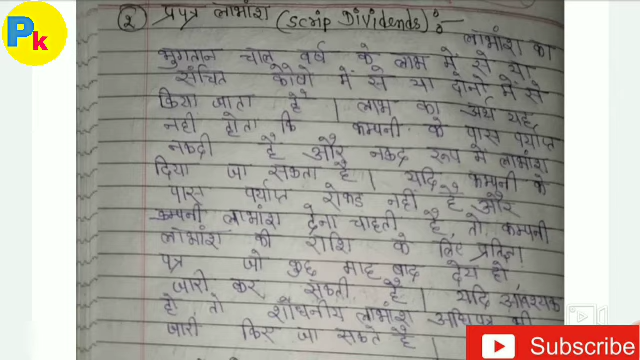 Pk
② प्रपत्र लाभांश (Scrip Dividends) :- लाभांश का
भुगतान चालू वर्ष के लाभ में से या
संचित कोषों में से या दोनों में से
किया जाता है । लाभ का अर्थ यह
नहीं होता कि कम्पनी के पास पर्याप्त
नकदी है और नकद रूप में लाभांश
दिया जा सकता है । यदि कम्पनी के
पास पर्याप्त रोकड नहीं है और
कम्पनी लाभांश देना चाहती है, तो कम्पनी
लाभांश की राशि के लिए प्रतिज्ञा
पत्र जो कुछ माह बाद देय हो,
जारी कर सकती है । यदि आवश्यक
हो तो शोधनीय लाभांश अधिपत्र भी
जारी किए जा सकते है ।
Subscribe